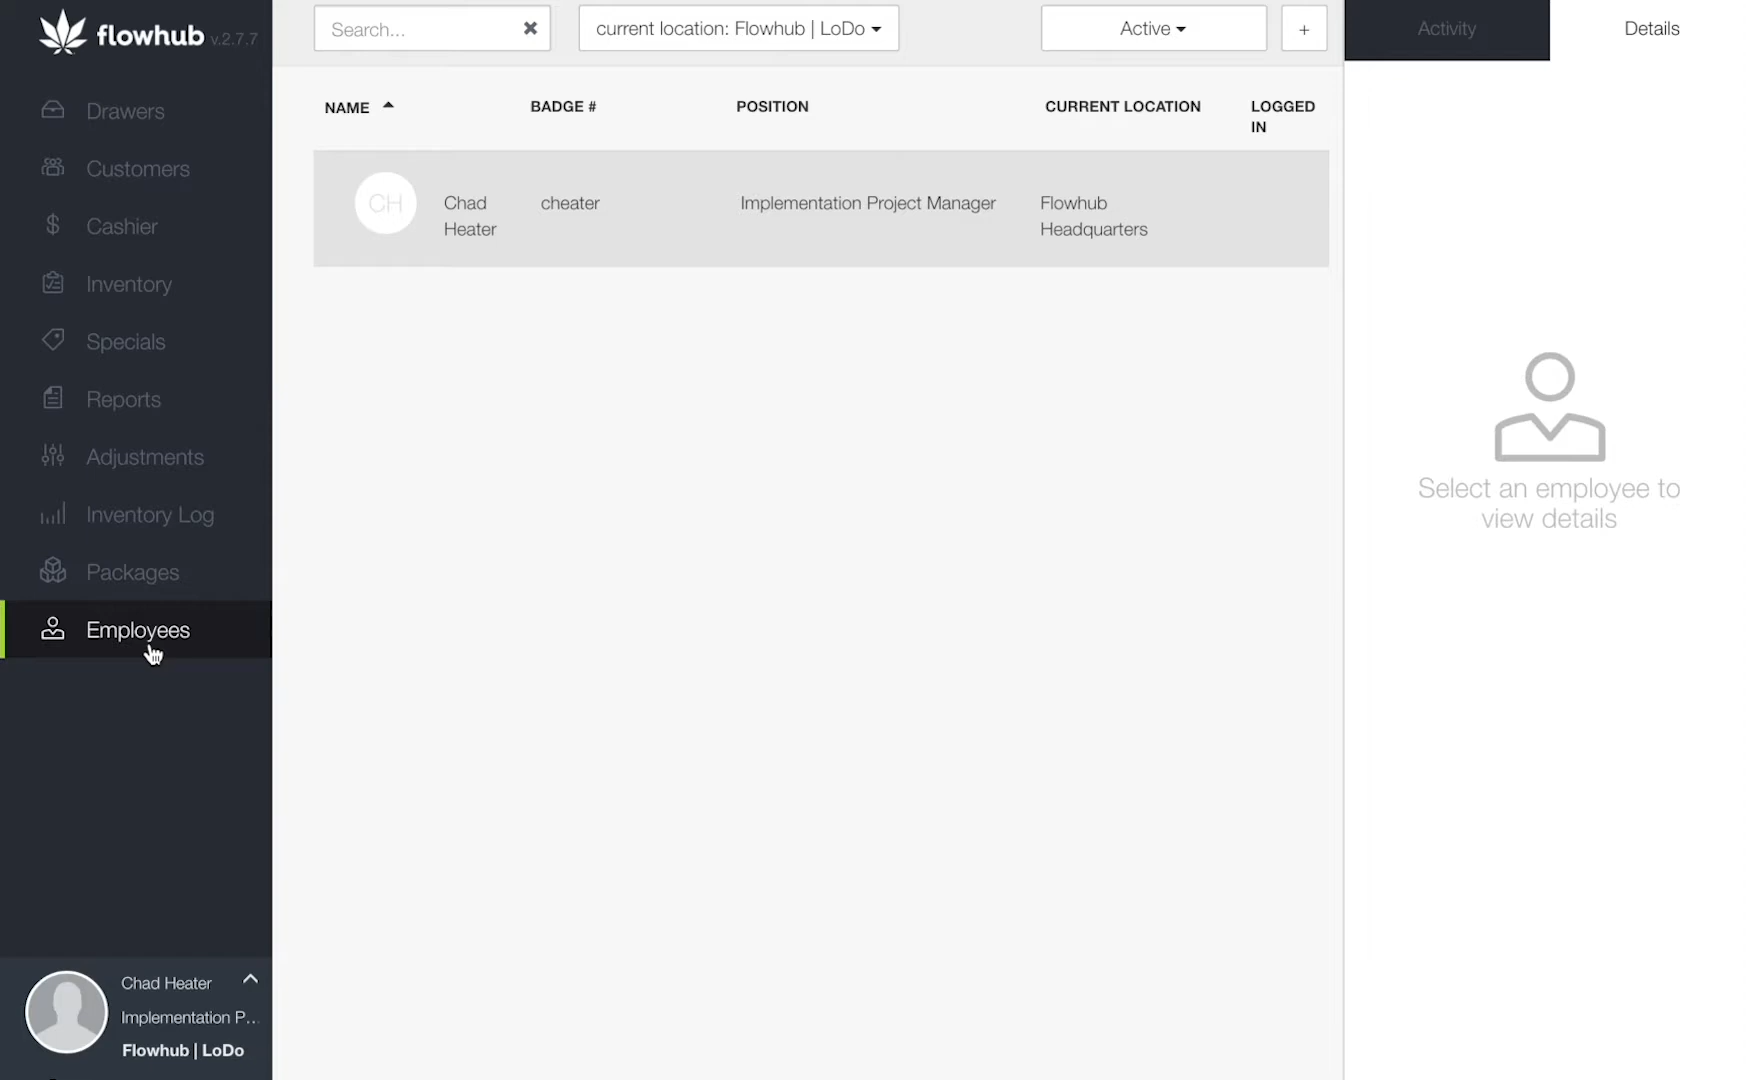 flowhub v.2.7.7
Drawers
Customers
Cashier
Inventory
Specials
Reports
Adjustments
Inventory Log
Packages
Employees
Chad Heater
Implementation P...
Flowhub | LoDo
Search...
current location: Flowhub | LoDo
Active
+
NAME
BADGE #
POSITION
CURRENT LOCATION
LOGGED
IN
CH
Chad
Heater
cheater
Implementation Project Manager
Flowhub
Headquarters
Activity
Details
Select an employee to
view details